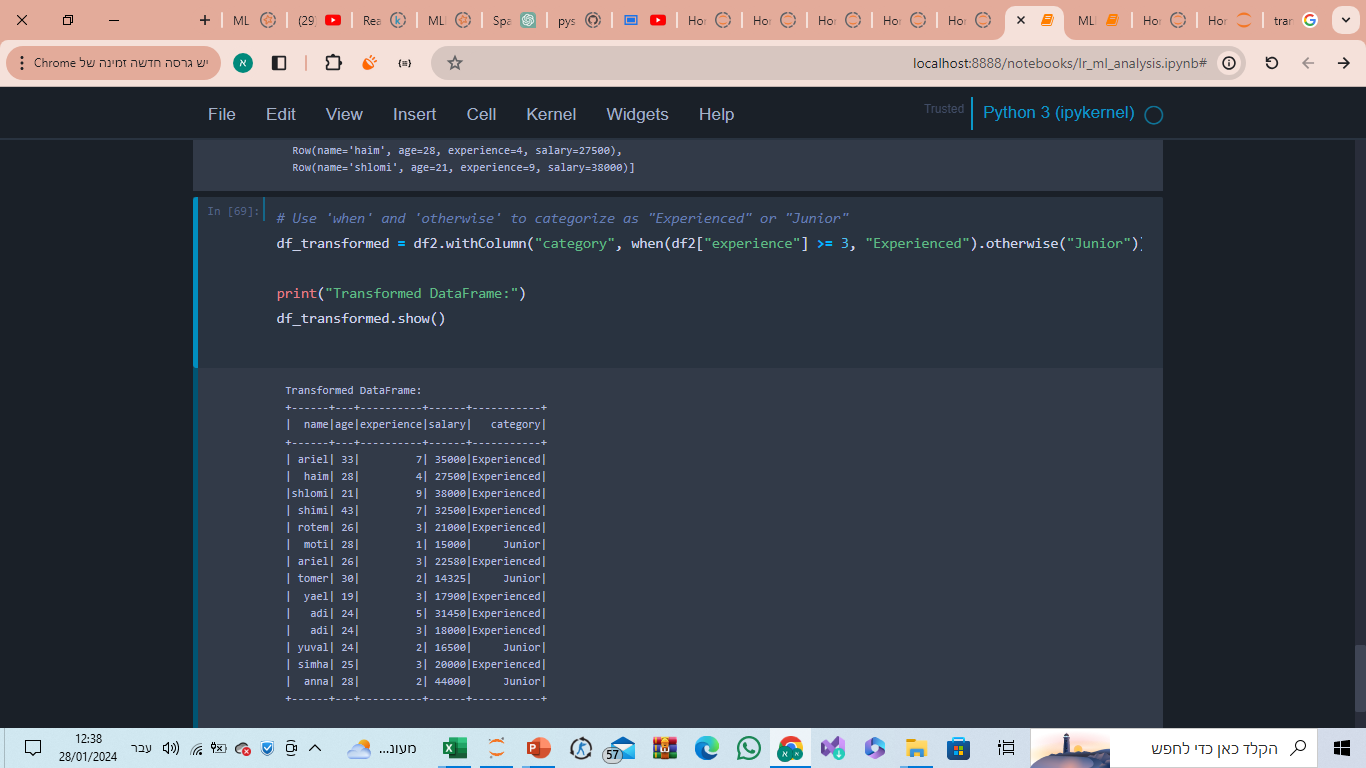 ML
(29)
Rea
ML
Spa
pys
Hor
Hor
Hor
Hor
Hor
ML
Hor
Hor
tran
יש גרסה חדשה זמינה של Chrome
א
localhost:8888/notebooks/lr_ml_analysis.ipynb#
File Edit View Insert Cell Kernel Widgets Help
Trusted
Python 3 (ipykernel)
Row(name='haim', age=28, experience=4, salary=27500),
Row(name='shlomi', age=21, experience=9, salary=38000)]
In [69]:
# Use 'when' and 'otherwise' to categorize as "Experienced" or "Junior"
df_transformed = df2.withColumn("category", when(df2["experience"] >= 3, "Experienced").otherwise("Junior"))
print("Transformed DataFrame:")
df_transformed.show()
Transformed DataFrame:
+------+---+----------+------+-----------+
|  name|age|experience|salary|   category|
+------+---+----------+------+-----------+
| ariel| 33|         7| 35000|Experienced|
|  haim| 28|         4| 27500|Experienced|
|shlomi| 21|         9| 38000|Experienced|
| shimi| 43|         7| 32500|Experienced|
| rotem| 26|         3| 21000|Experienced|
|  moti| 28|         1| 15000|     Junior|
| ariel| 26|         3| 22580|Experienced|
| tomer| 30|         2| 14325|     Junior|
|  yael| 19|         3| 17900|Experienced|
|   adi| 24|         5| 31450|Experienced|
|   adi| 24|         3| 18000|Experienced|
| yuval| 24|         2| 16500|     Junior|
| simha| 25|         3| 20000|Experienced|
|  anna| 28|         2| 44000|     Junior|
+------+---+----------+------+-----------+
12:38
28/01/2024
עבר
מעונ...
57
הקלד כאן כדי לחפש